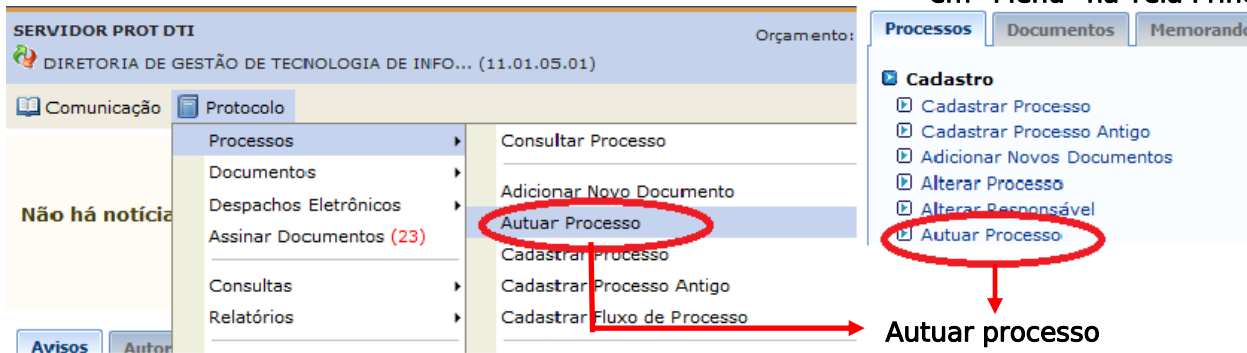 SERVIDOR PROT DTI
Orçamento:
DIRETORIA DE GESTÃO DE TECNOLOGIA DE INFO... (11.01.05.01)
Comunicação Protocolo
Processos
Documentos
Despachos Eletrônicos
Assinar Documentos (23)
Consultas
Relatórios
Consultar Processo
Adicionar Novo Documento
Autuar Processo
Cadastrar Processo
Cadastrar Processo Antigo
Cadastrar Fluxo de Processo
Não há notícia
Avisos Autor
Processos Documentos Memorando
Cadastro
Cadastrar Processo
Cadastrar Processo Antigo
Adicionar Novos Documentos
Alterar Processo
Alterar Responsável
Autuar Processo
Autuar processo